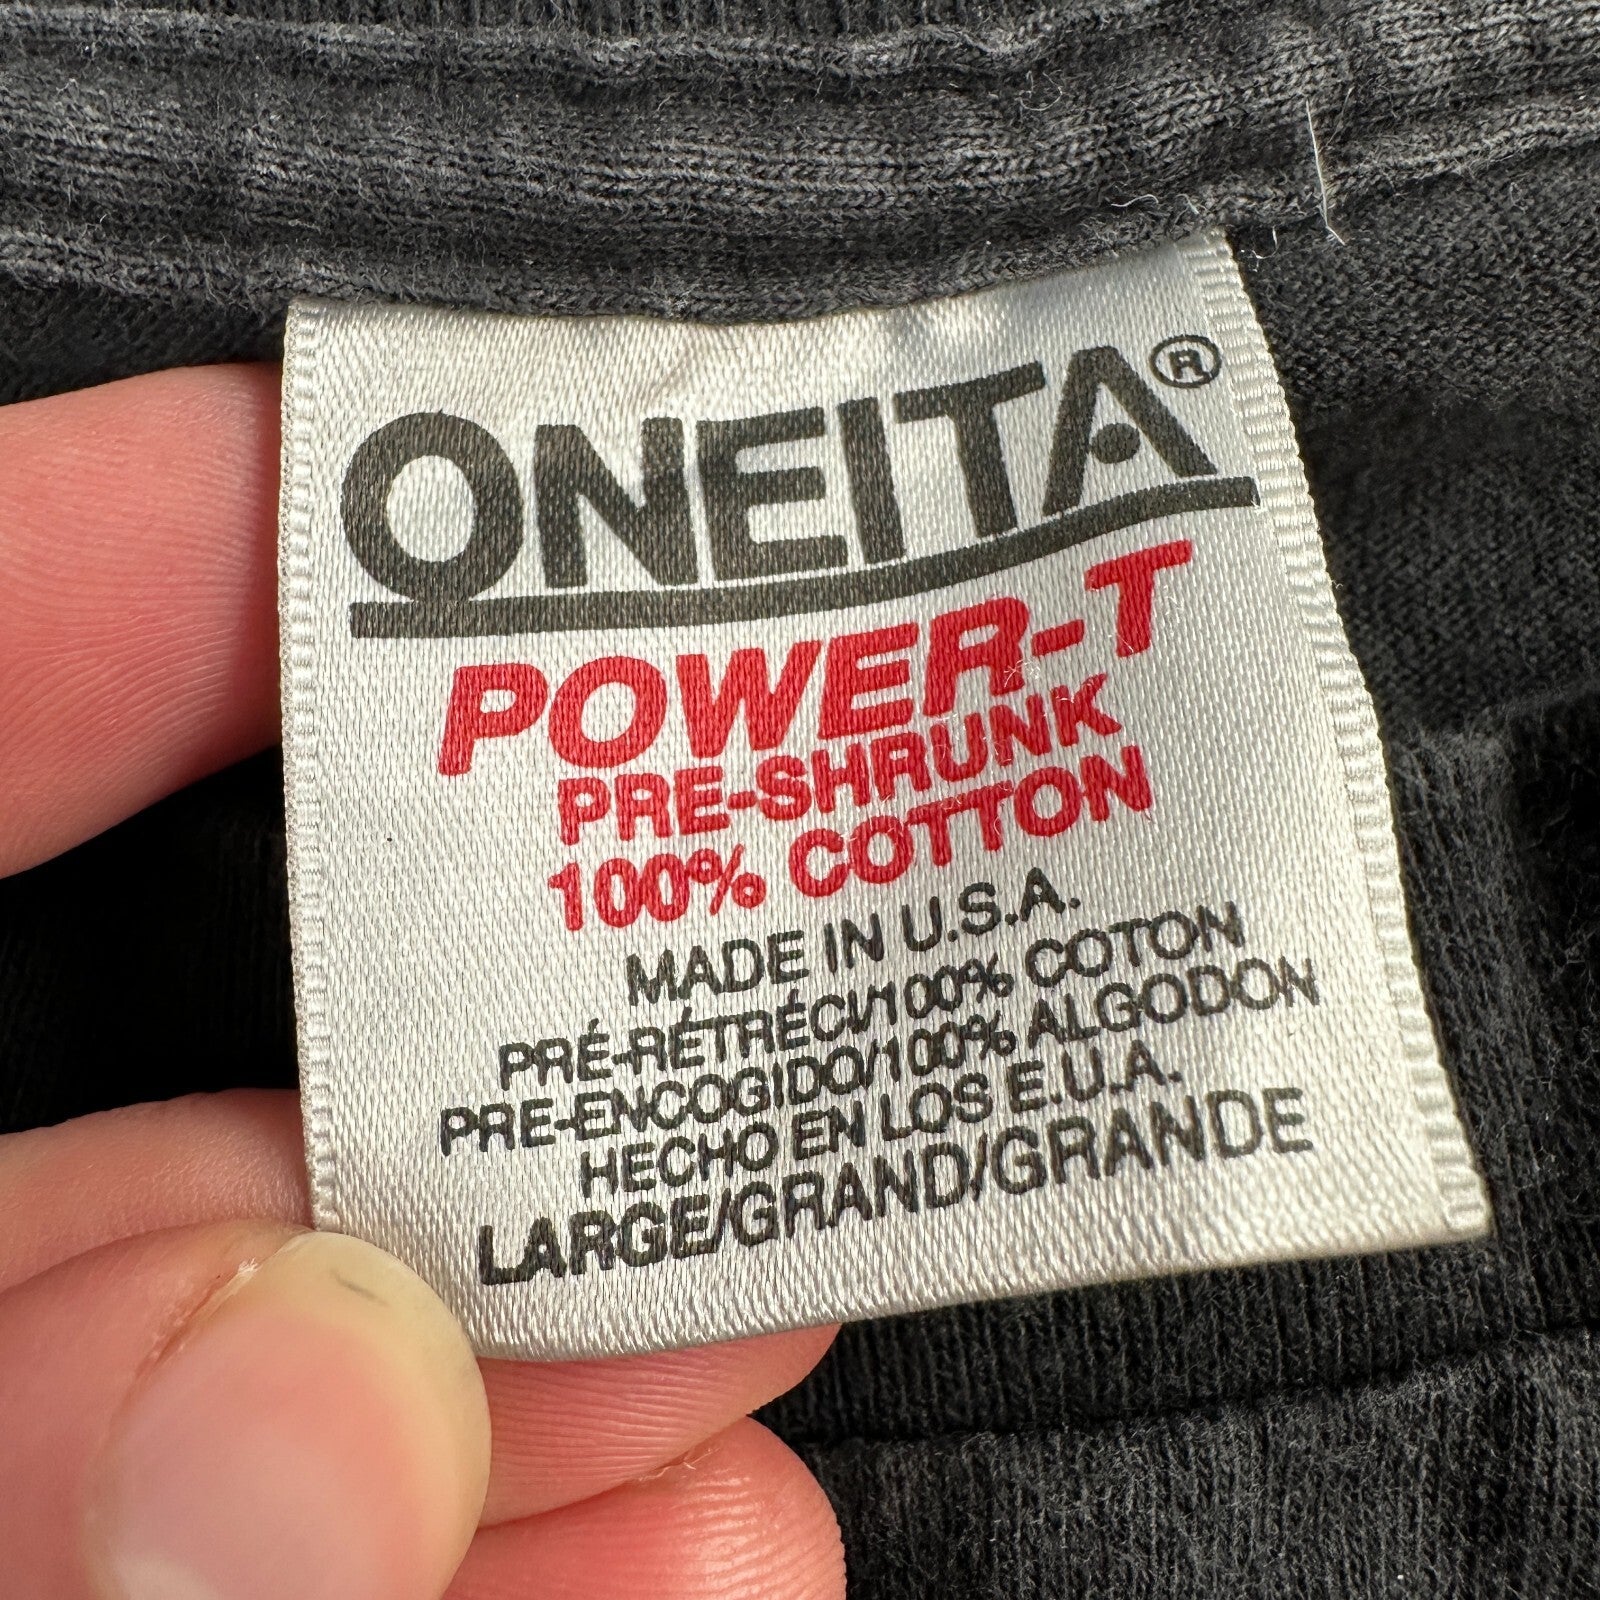 ONEITA®
POWER-T
PRE-SHRUNK
100% COTTON
MADE IN U.S.A.
PRÉ-RÉTRÉCI/100% COTON
PRE-ENCOGIDO/100% ALGODON
HECHO EN LOS E.U.A.
LARGE/GRAND/GRANDE